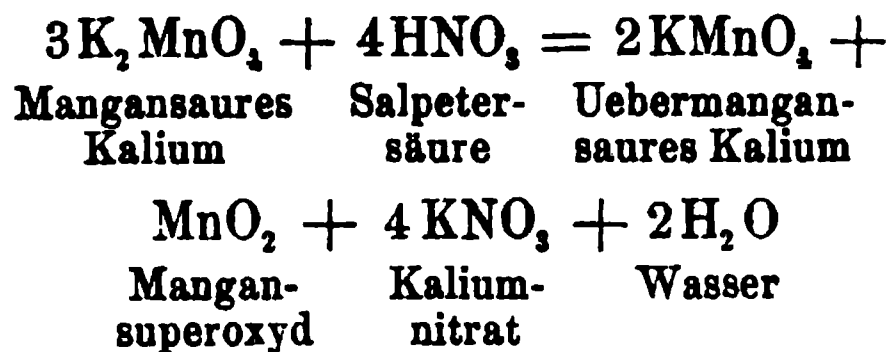 3K₂MnO₄ + 4HNO₃ = 2KMnO₄ +
Mangansaures Salpeter- Uebermangan-
Kalium säure saures Kalium
MnO₂ + 4KNO₃ + 2H₂O
Mangan- Kalium- Wasser
superoxyd nitrat